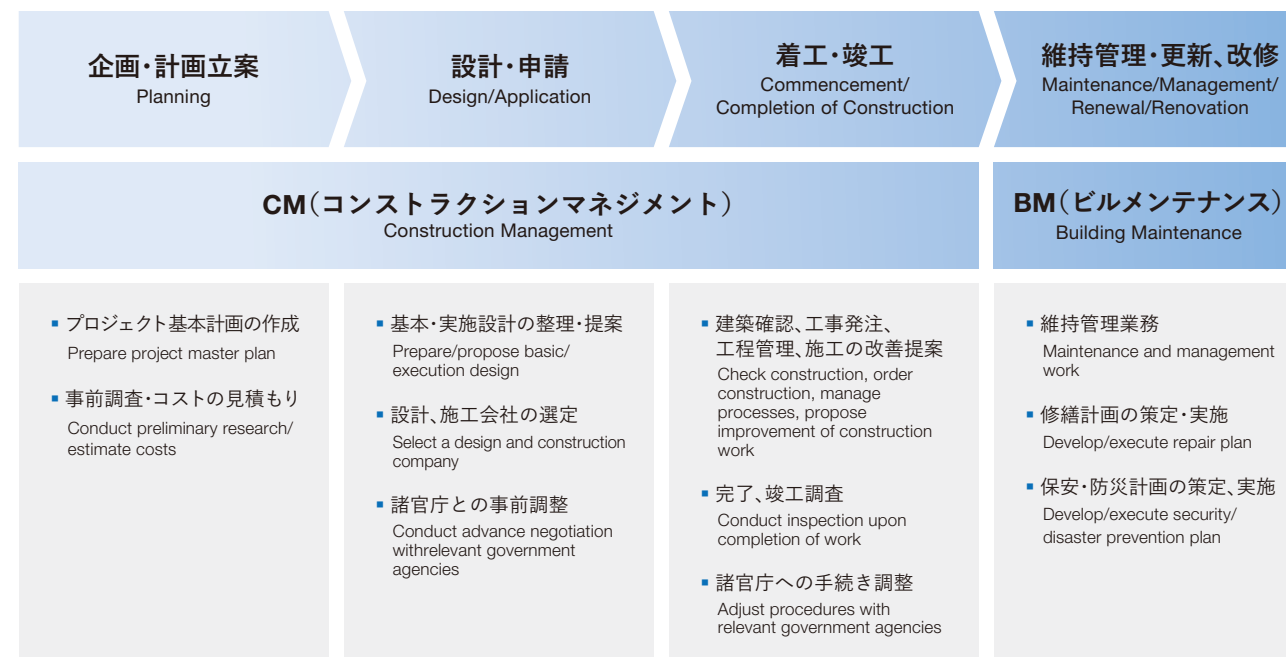 企画・計画立案
Planning
設計・申請
Design/Application
着工・竣工
Commencement/
Completion of Construction
維持管理・更新、改修
Maintenance/Management/
Renewal/Renovation
CM（コンストラクションマネジメント）
Construction Management
BM（ビルメンテナンス）
Building Maintenance
▪ プロジェクト基本計画の作成
Prepare project master plan
▪ 事前調査・コストの見積もり
Conduct preliminary research/
estimate costs
▪ 基本・実施設計の整理・提案
Prepare/propose basic/
execution design
▪ 設計、施工会社の選定
Select a design and construction
company
▪ 諸官庁との事前調整
Conduct advance negotiation
withrelevant government
agencies
▪ 建築確認、工事発注、
工程管理、施工の改善提案
Check construction, order
construction, manage
processes, propose
improvement of construction
work
▪ 完了、竣工調査
Conduct inspection upon
completion of work
▪ 諸官庁への手続き調整
Adjust procedures with
relevant government agencies
▪ 維持管理業務
Maintenance and management
work
▪ 修繕計画の策定・実施
Develop/execute repair plan
▪ 保安・防災計画の策定、実施
Develop/execute security/
disaster prevention plan